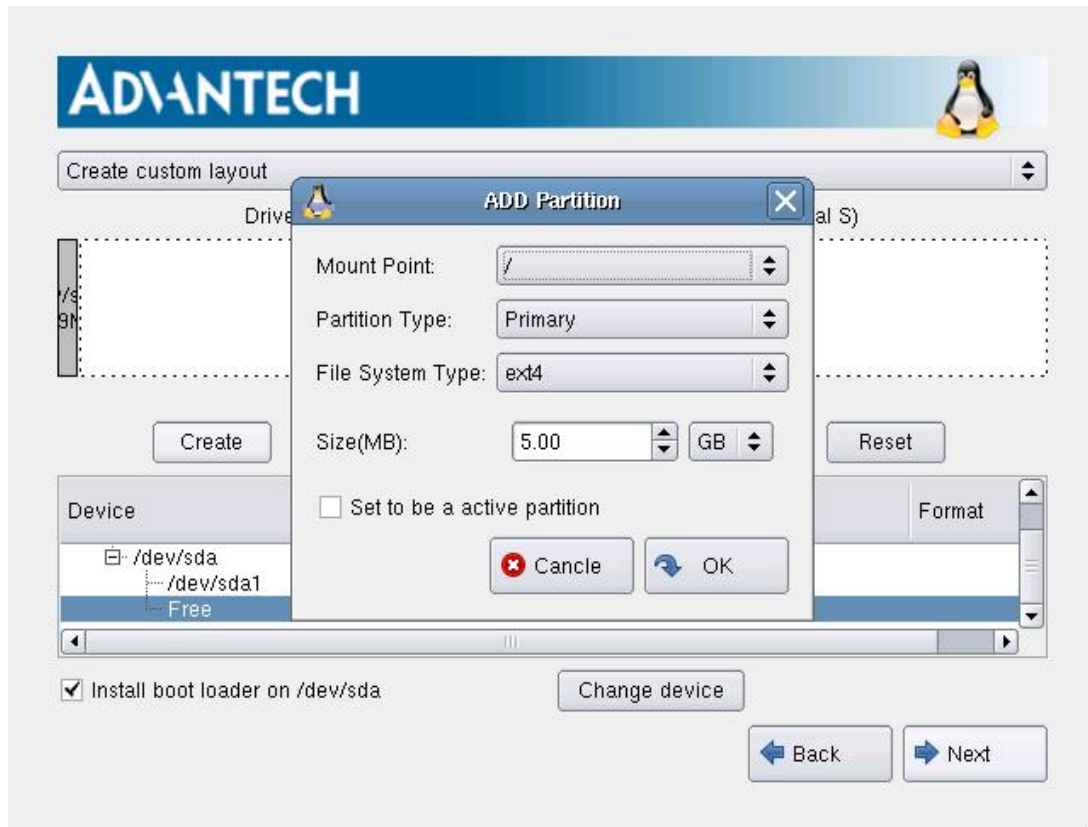 ADVANTECH
Create custom layout
ADD Partition
Drive al S)
Mount Point: /
/s
9M
Partition Type: Primary
File System Type: ext4
Create Size(MB): 5.00 GB Reset
Device Set to be a active partition Format
/dev/sda
/dev/sda1
Free
Cancle OK
Install boot loader on /dev/sda Change device
Back Next